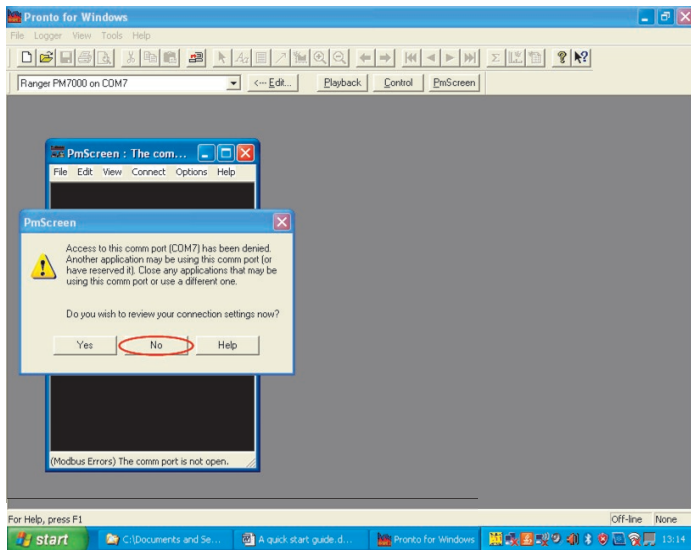 Pronto for Windows
File Logger View Tools Help
Ranger PM7000 on COM7 <--- Edit... Playback Control PmScreen
PmScreen : The com...
File Edit View Connect Options Help
PmScreen
Access to this comm port (COM7) has been denied.
Another application may be using this comm port (or
have reserved it). Close any applications that may be
using this comm port or use a different one.
Do you wish to review your connection settings now?
Yes No Help
(Modbus Errors) The comm port is not open.
For Help, press F1 Off-line None
start C:\Documents and Se... A quick start guide.d... Pronto for Windows 13:14